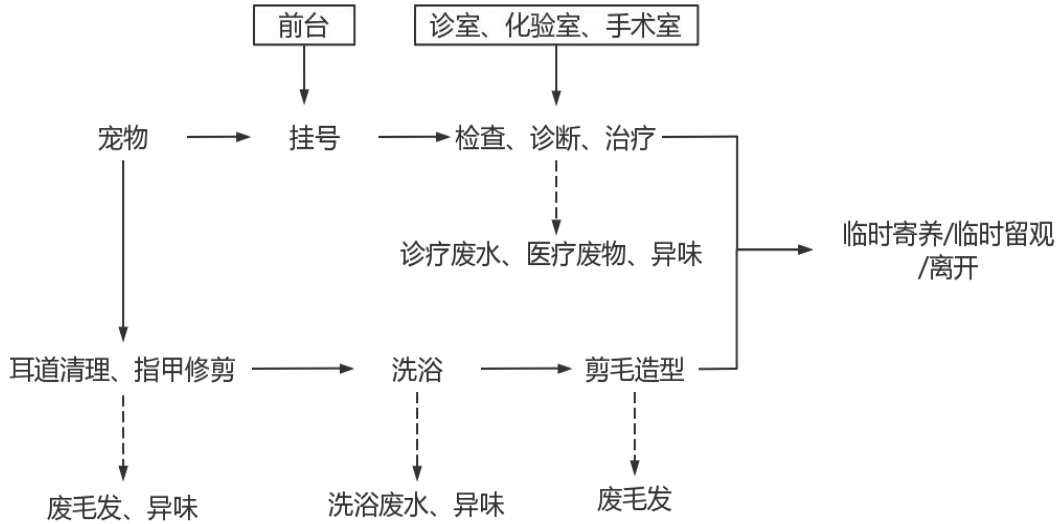 前台
诊室、化验室、手术室
宠物
挂号
检查、诊断、治疗
诊疗废水、医疗废物、异味
临时寄养/临时留观
/离开
耳道清理、指甲修剪
洗浴
剪毛造型
废毛发、异味
洗浴废水、异味
废毛发